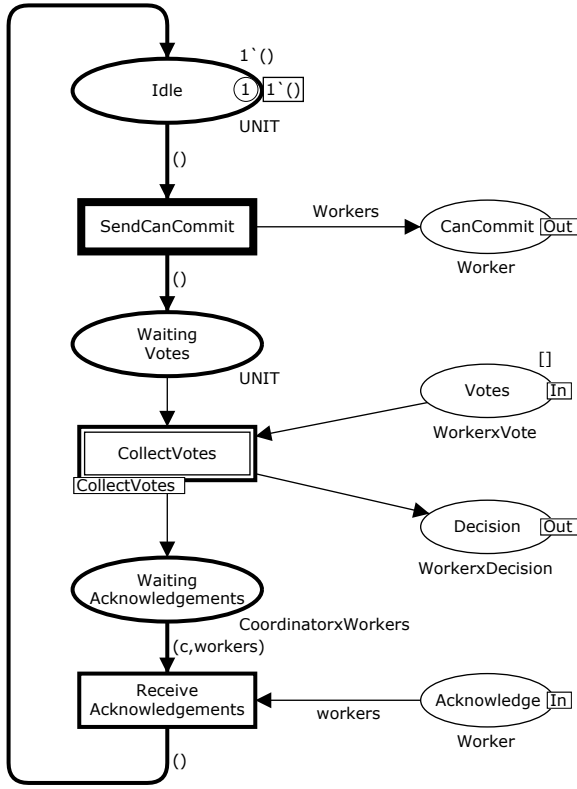 1`()
Idle
1
1`()
UNIT
()
SendCanCommit
Workers
CanCommit
Out
Worker
()
Waiting
Votes
UNIT
[]
Votes
In
WorkerxVote
CollectVotes
CollectVotes
Decision
Out
WorkerxDecision
Waiting
Acknowledgements
CoordinatorxWorkers
(c,workers)
Receive
Acknowledgements
workers
Acknowledge
In
Worker
()